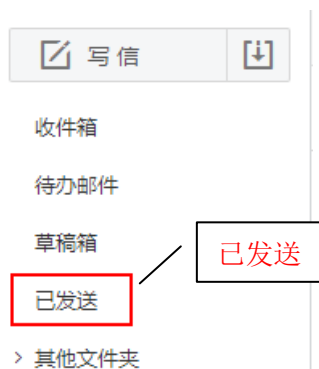 写 信
收件箱
待办邮件
草稿箱
已发送
已发送
其他文件夹